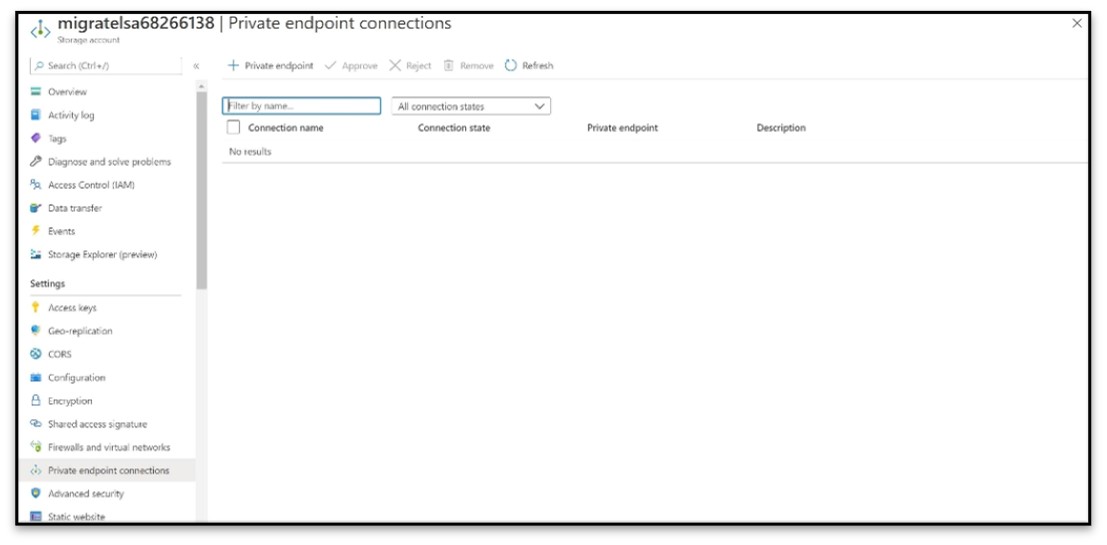 migratelsa68266138 | Private endpoint connections
Storage account
Search (Ctrl+/)
«
Private endpoint
Approve
Reject
Remove
Refresh
Overview
Activity log
Tags
Diagnose and solve problems
Access Control (IAM)
Data transfer
Events
Storage Explorer (preview)
Settings
Access keys
Geo-replication
CORS
Configuration
Encryption
Shared access signature
Firewalls and virtual networks
Private endpoint connections
Advanced security
Static website
Filter by name...
All connection states
Connection name
Connection state
Private endpoint
Description
No results